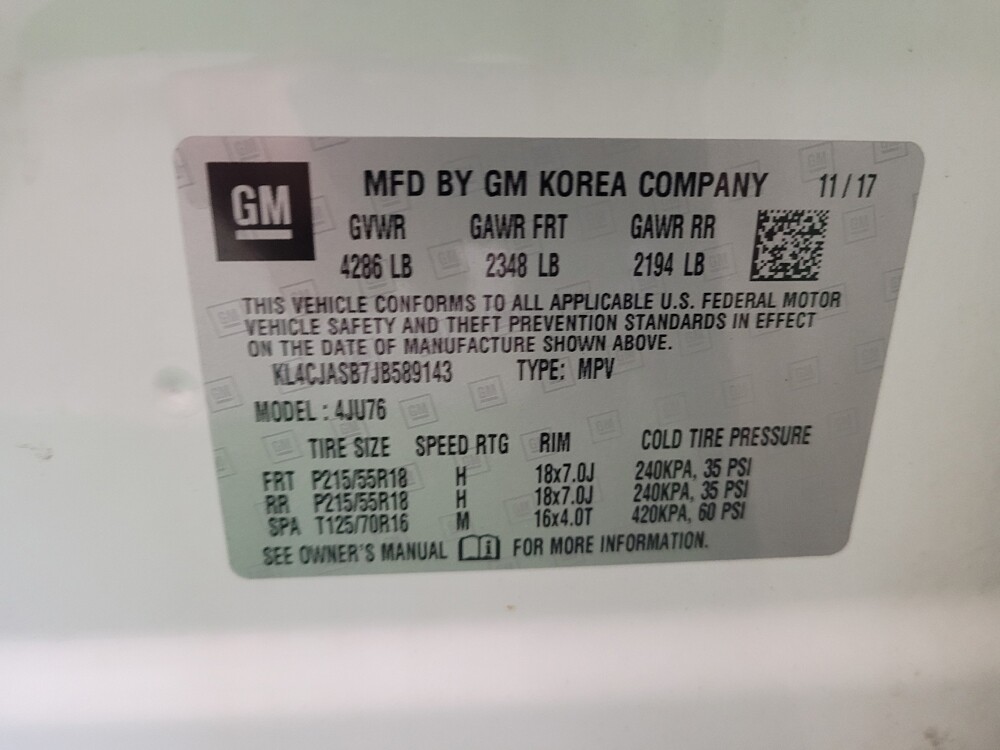 GM
MFD BY GM KOREA COMPANY 11/17
GVWR GAWR FRT GAWR RR
4286 LB 2348 LB 2194 LB
THIS VEHICLE CONFORMS TO ALL APPLICABLE U.S. FEDERAL MOTOR
VEHICLE SAFETY AND THEFT PREVENTION STANDARDS IN EFFECT
ON THE DATE OF MANUFACTURE SHOWN ABOVE.
KL4CJASB7JB589143 TYPE: MPV
MODEL : 4JU76
TIRE SIZE SPEED RTG RIM COLD TIRE PRESSURE
FRT P215/55R18 H 18x7.0J 240KPA, 35 PSI
RR P215/55R18 H 18x7.0J 240KPA, 35 PSI
SPA T125/70R16 M 16x4.0T 420KPA, 60 PSI
SEE OWNER'S MANUAL FOR MORE INFORMATION.